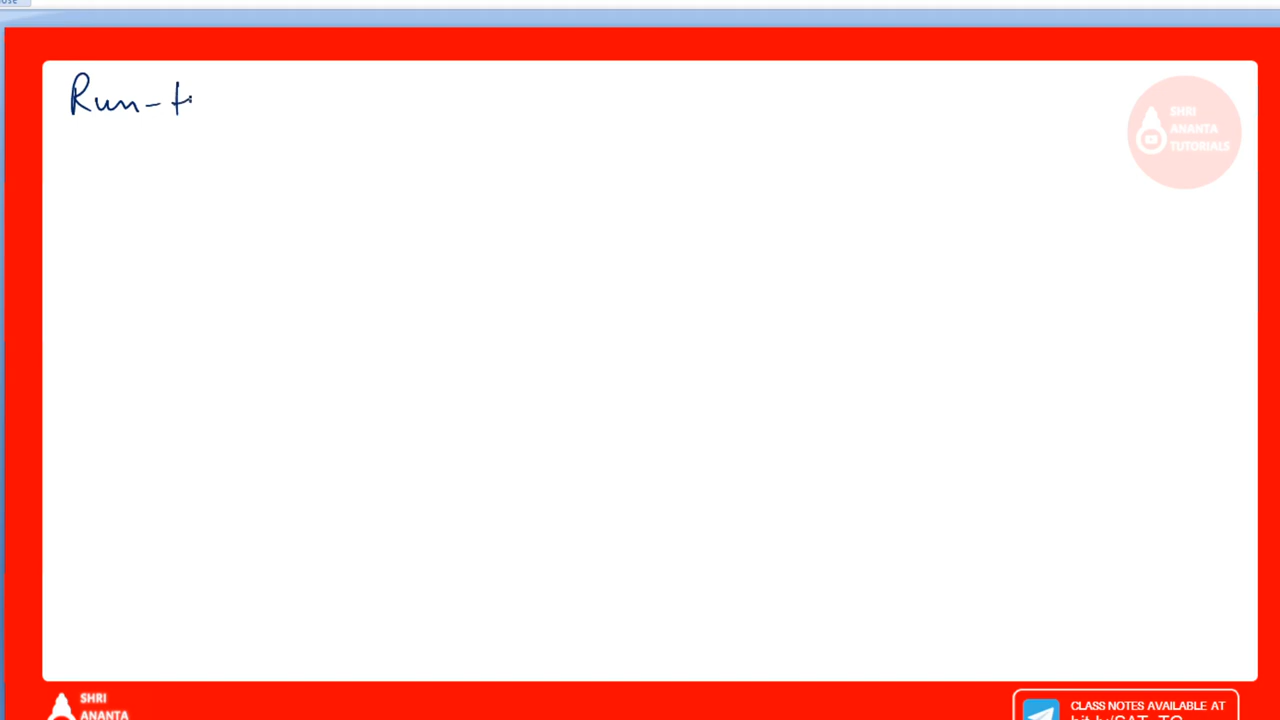 Run-t
SHRI
ANANTA
TUTORIALS
SHRI
ANANTA
CLASS NOTES AVAILABLE AT